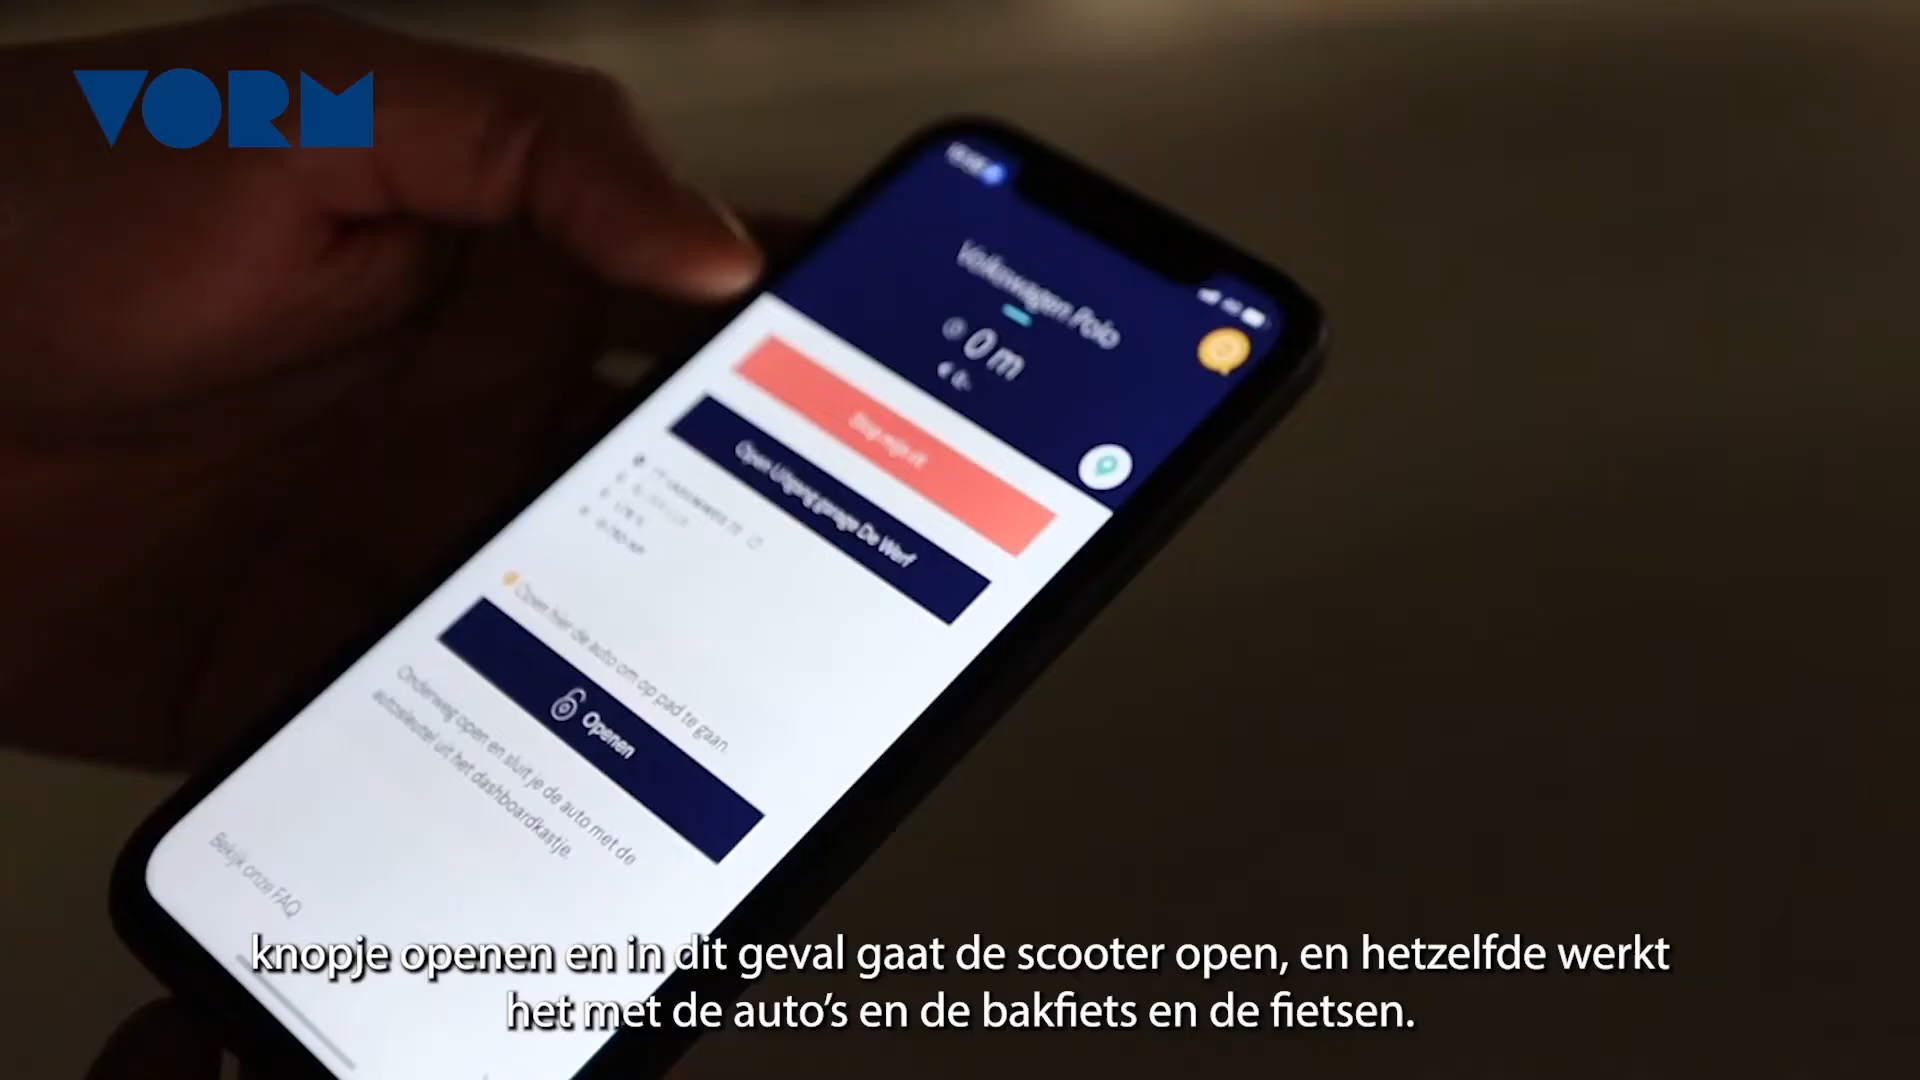 VORM
Volkswagen Polo
0 m
Stop mijn rit
Open Uitgang garage De Werf
Open hier de auto om op pad te gaan.
Openen
Onderweg open en sluit je de auto met de
autosleutel uit het dashboardkastje.
Bekijk onze FAQ
knopje openen en in dit geval gaat de scooter open, en hetzelfde werkt
het met de auto's en de bakfiets en de fietsen.